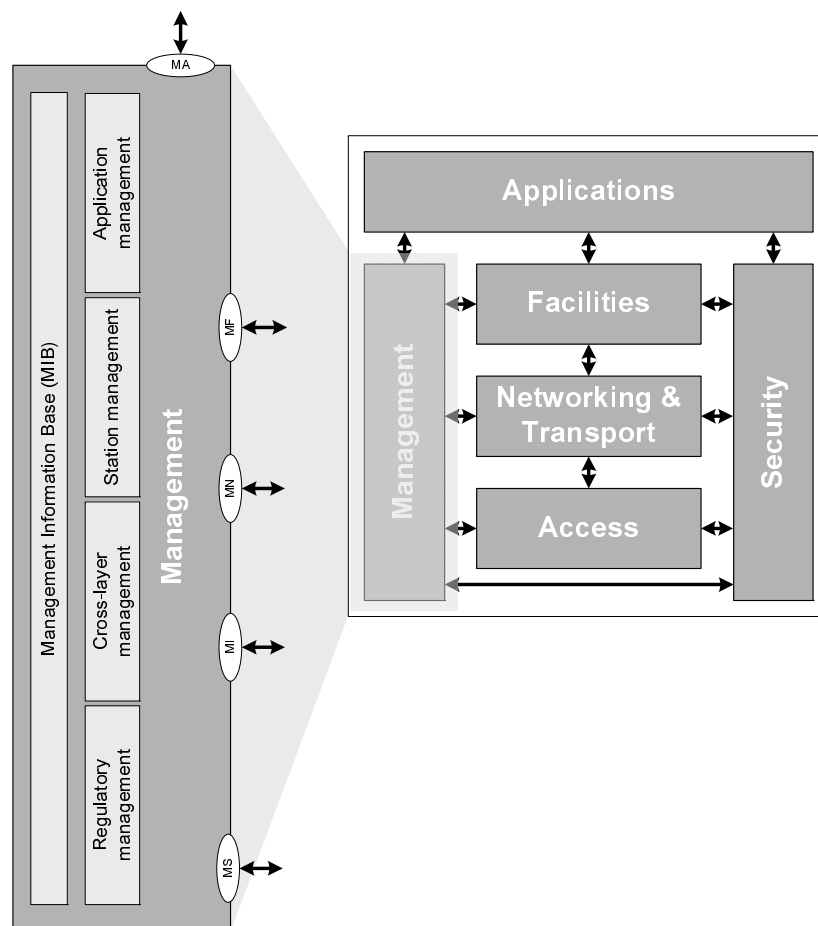 MA
Management Information Base (MIB)
Application
management
Station management
Cross-layer
management
Regulatory
management
Management
MF
MN
MI
MS
Applications
Facilities
Networking &
Transport
Access
Management
Security